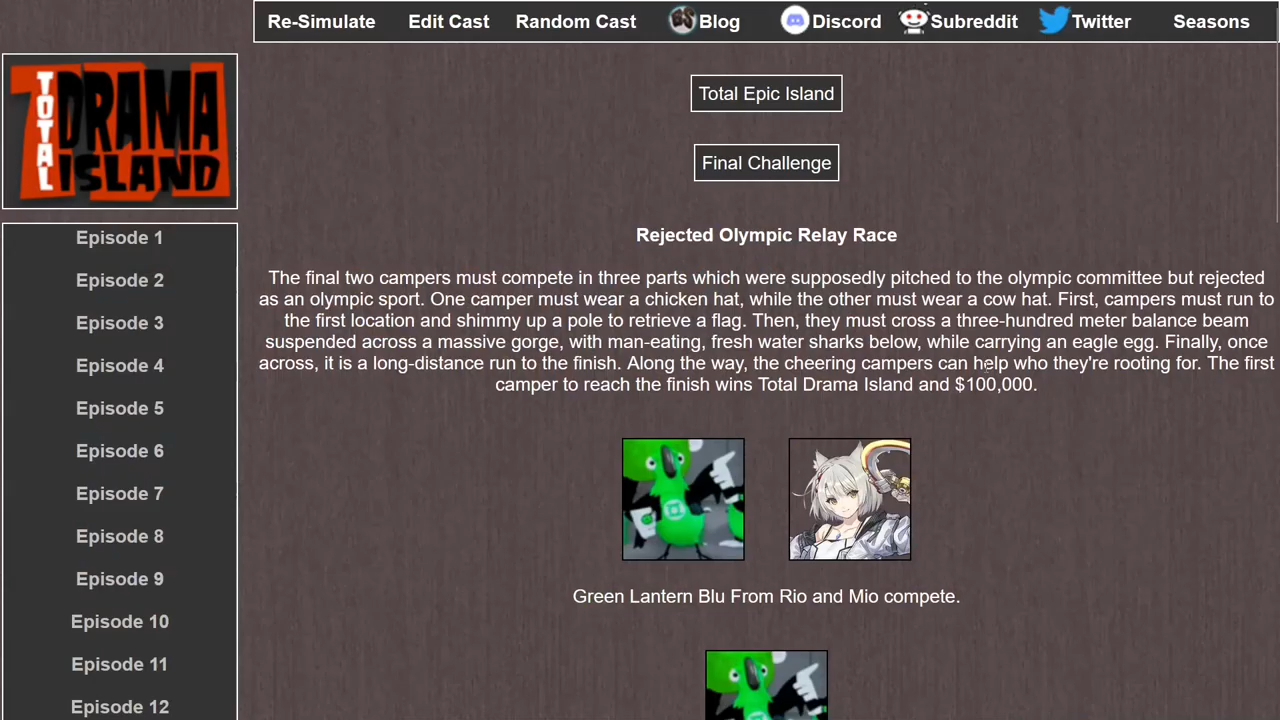 Re-Simulate Edit Cast Random Cast Blog Discord Subreddit Twitter Seasons
TOTAL DRAMA ISLAND
Episode 1
Episode 2
Episode 3
Episode 4
Episode 5
Episode 6
Episode 7
Episode 8
Episode 9
Episode 10
Episode 11
Episode 12
Total Epic Island
Final Challenge
Rejected Olympic Relay Race
The final two campers must compete in three parts which were supposedly pitched to the olympic committee but rejected
as an olympic sport. One camper must wear a chicken hat, while the other must wear a cow hat. First, campers must run to
the first location and shimmy up a pole to retrieve a flag. Then, they must cross a three-hundred meter balance beam
suspended across a massive gorge, with man-eating, fresh water sharks below, while carrying an eagle egg. Finally, once
across, it is a long-distance run to the finish. Along the way, the cheering campers can help who they're rooting for. The first
camper to reach the finish wins Total Drama Island and $100,000.
Green Lantern Blu From Rio and Mio compete.